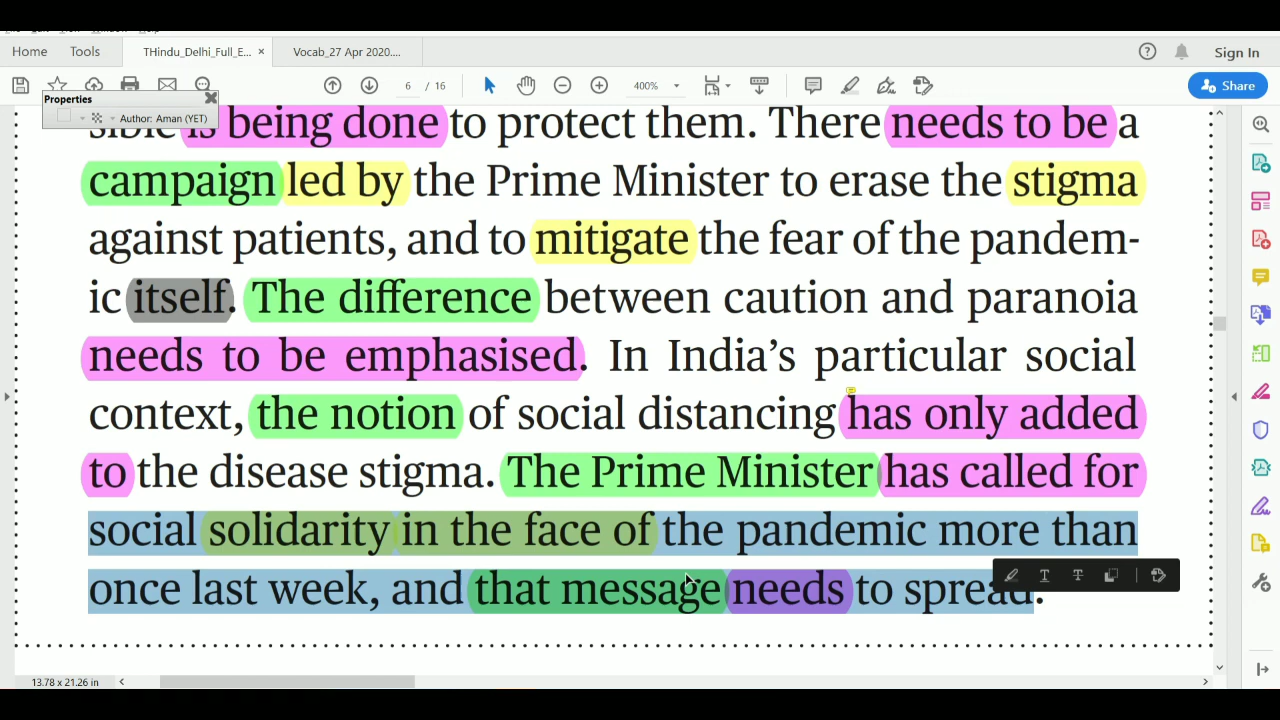 Home Tools THindu_Delhi_Full_E... × Vocab_27 Apr 2020.... Sign In
6 / 16 400% Share
Properties
Author: Aman (YET)
sible is being done to protect them. There needs to be a
campaign led by the Prime Minister to erase the stigma
against patients, and to mitigate the fear of the pandem-
ic itself. The difference between caution and paranoia
needs to be emphasised. In India’s particular social
context, the notion of social distancing has only added
to the disease stigma. The Prime Minister has called for
social solidarity in the face of the pandemic more than
once last week, and that message needs to spread.
13.78 x 21.26 in